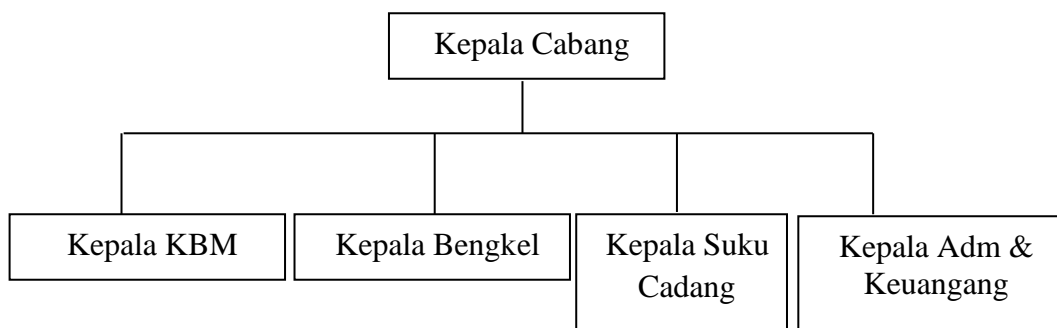 Kepala Cabang
Kepala KBM
Kepala Bengkel
Kepala Suku
Cadang
Kepala Adm &
Keuangang